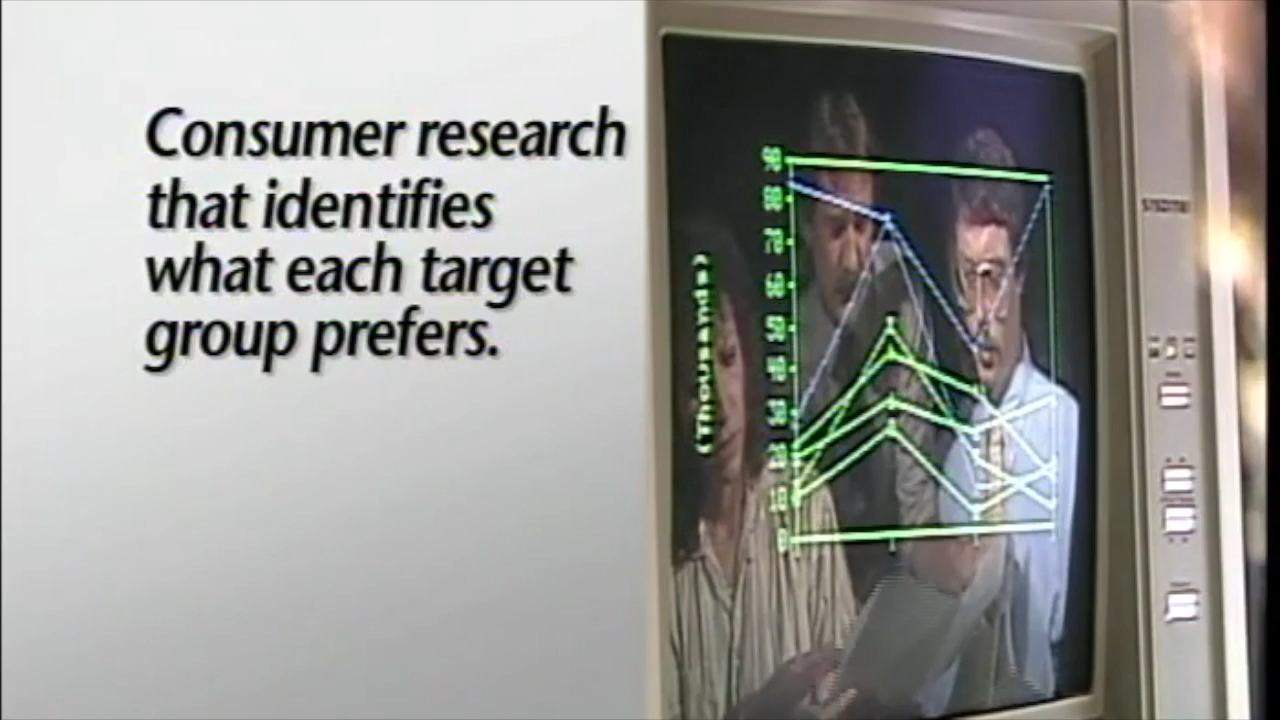 Consumer research
that identifies
what each target
group prefers.
(Thousands)
90
80
70
60
50
40
30
20
10
0